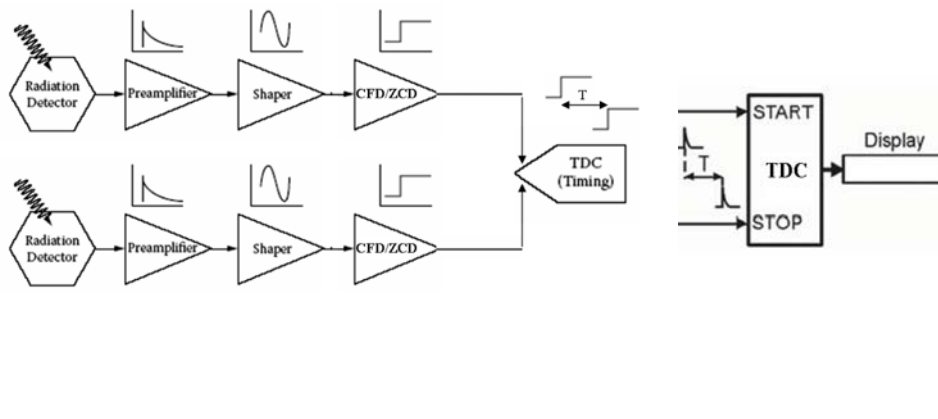 Radiation
Detector
Preamplifier
Shaper
CFD/ZCD
T
TDC
(Timing)
Radiation
Detector
Preamplifier
Shaper
CFD/ZCD
START
T
TDC
STOP
Display